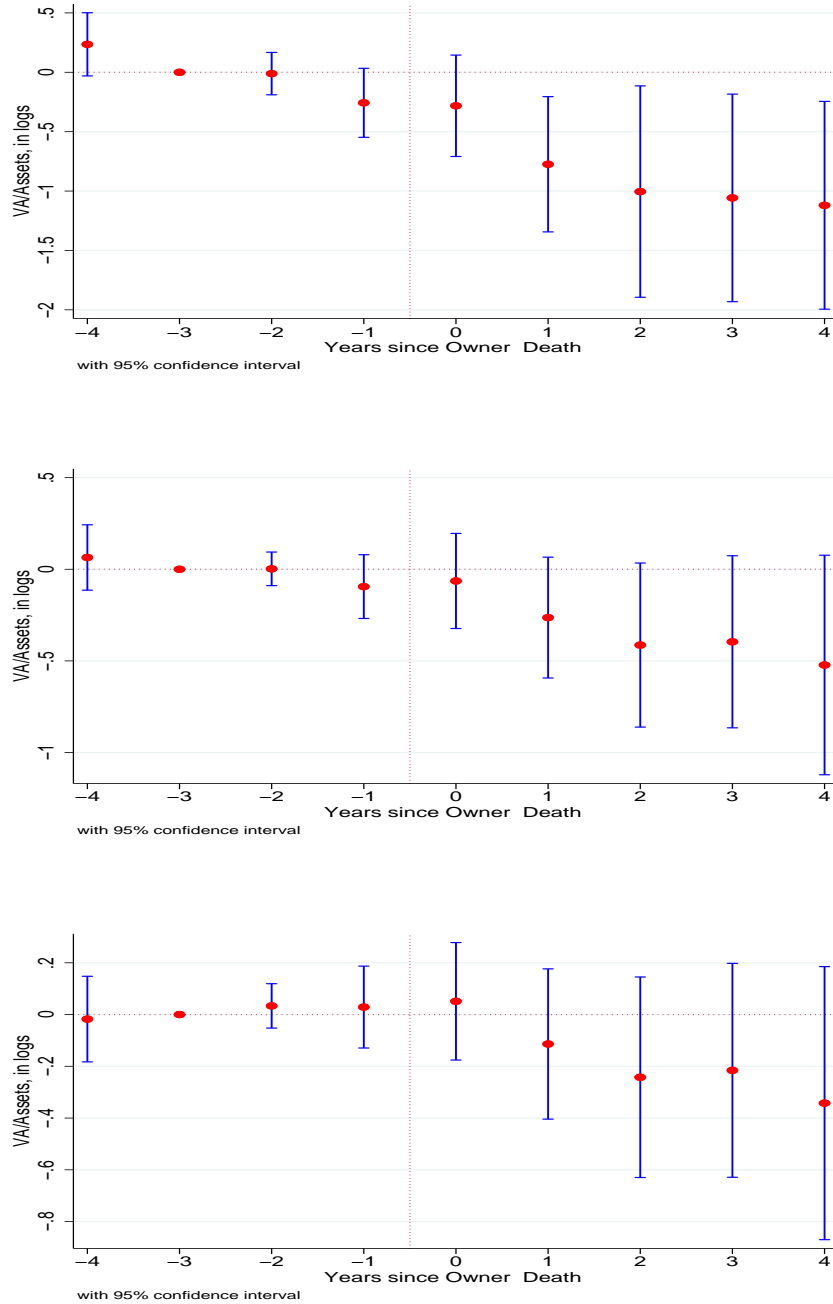 VA/Assets, in logs
.5
0
−.5
−1
−1.5
−2
−4 −3 −2 −1 0 1 2 3 4
Years since Owner Death
with 95% confidence interval
VA/Assets, in logs
.5
0
−.5
−1
−4 −3 −2 −1 0 1 2 3 4
Years since Owner Death
with 95% confidence interval
VA/Assets, in logs
.2
0
−.2
−.4
−.6
−.8
−4 −3 −2 −1 0 1 2 3 4
Years since Owner Death
with 95% confidence interval